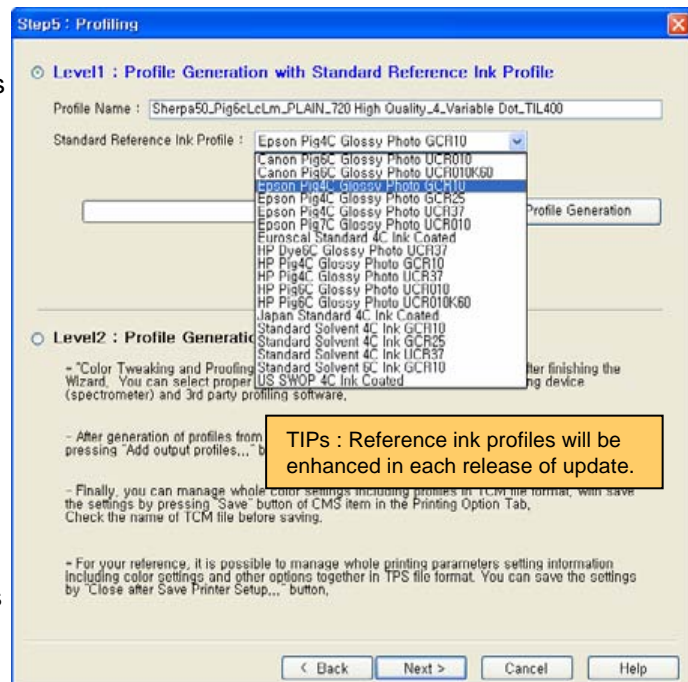 Step5 : Profiling
s
Level1 : Profile Generation with Standard Reference Ink Profile
Profile Name : Sherpa50_Pig6cLcLm_PLAIN_720 High Quality_4_Variable Dot_TIL400
Standard Reference Ink Profile : Epson Pig4C Glossy Photo GCR10
Canon Pig6C Glossy Photo UCR010
Canon Pig6C Glossy Photo UCR010K60
Epson Pig4C Glossy Photo GCR10
Epson Pig4C Glossy Photo GCR25
Epson Pig4C Glossy Photo UCR37
Epson Pig7C Glossy Photo UCR010
Euroscal Standard 4C Ink Coated
HP Dye6C Glossy Photo UCR37
HP Pig4C Glossy Photo GCR10
HP Pig4C Glossy Photo UCR37
HP Pig6C Glossy Photo UCR010
HP Pig6C Glossy Photo UCR010K60
Japan Standard 4C Ink Coated
Standard Solvent 4C Ink GCR10
Standard Solvent 4C Ink GCR25
Standard Solvent 4C Ink UCR37
Standard Solvent 6C Ink GCR10
US SWOP 4C Ink Coated
Profile Generation
Level2 : Profile Generatio
- "Color Tweaking and Proofing fter finishing the
Wizard, You can select proper ng device
(spectrometer) and 3rd party profiling software,
- After generation of profiles from
pressing "Add output profiles,,," b
TIPs : Reference ink profiles will be
enhanced in each release of update.
- Finally, you can manage whole color settings including profiles in TCM file format, with save
the settings by pressing "Save" button of CMS item in the Printing Option Tab,
Check the name of TCM file before saving.
- For your reference, it is possible to manage whole printing parameters setting information
including color settings and other options together in TPS file format. You can save the settings
by "Close after Save Printer Setup,,," button,
s
< Back Next > Cancel Help